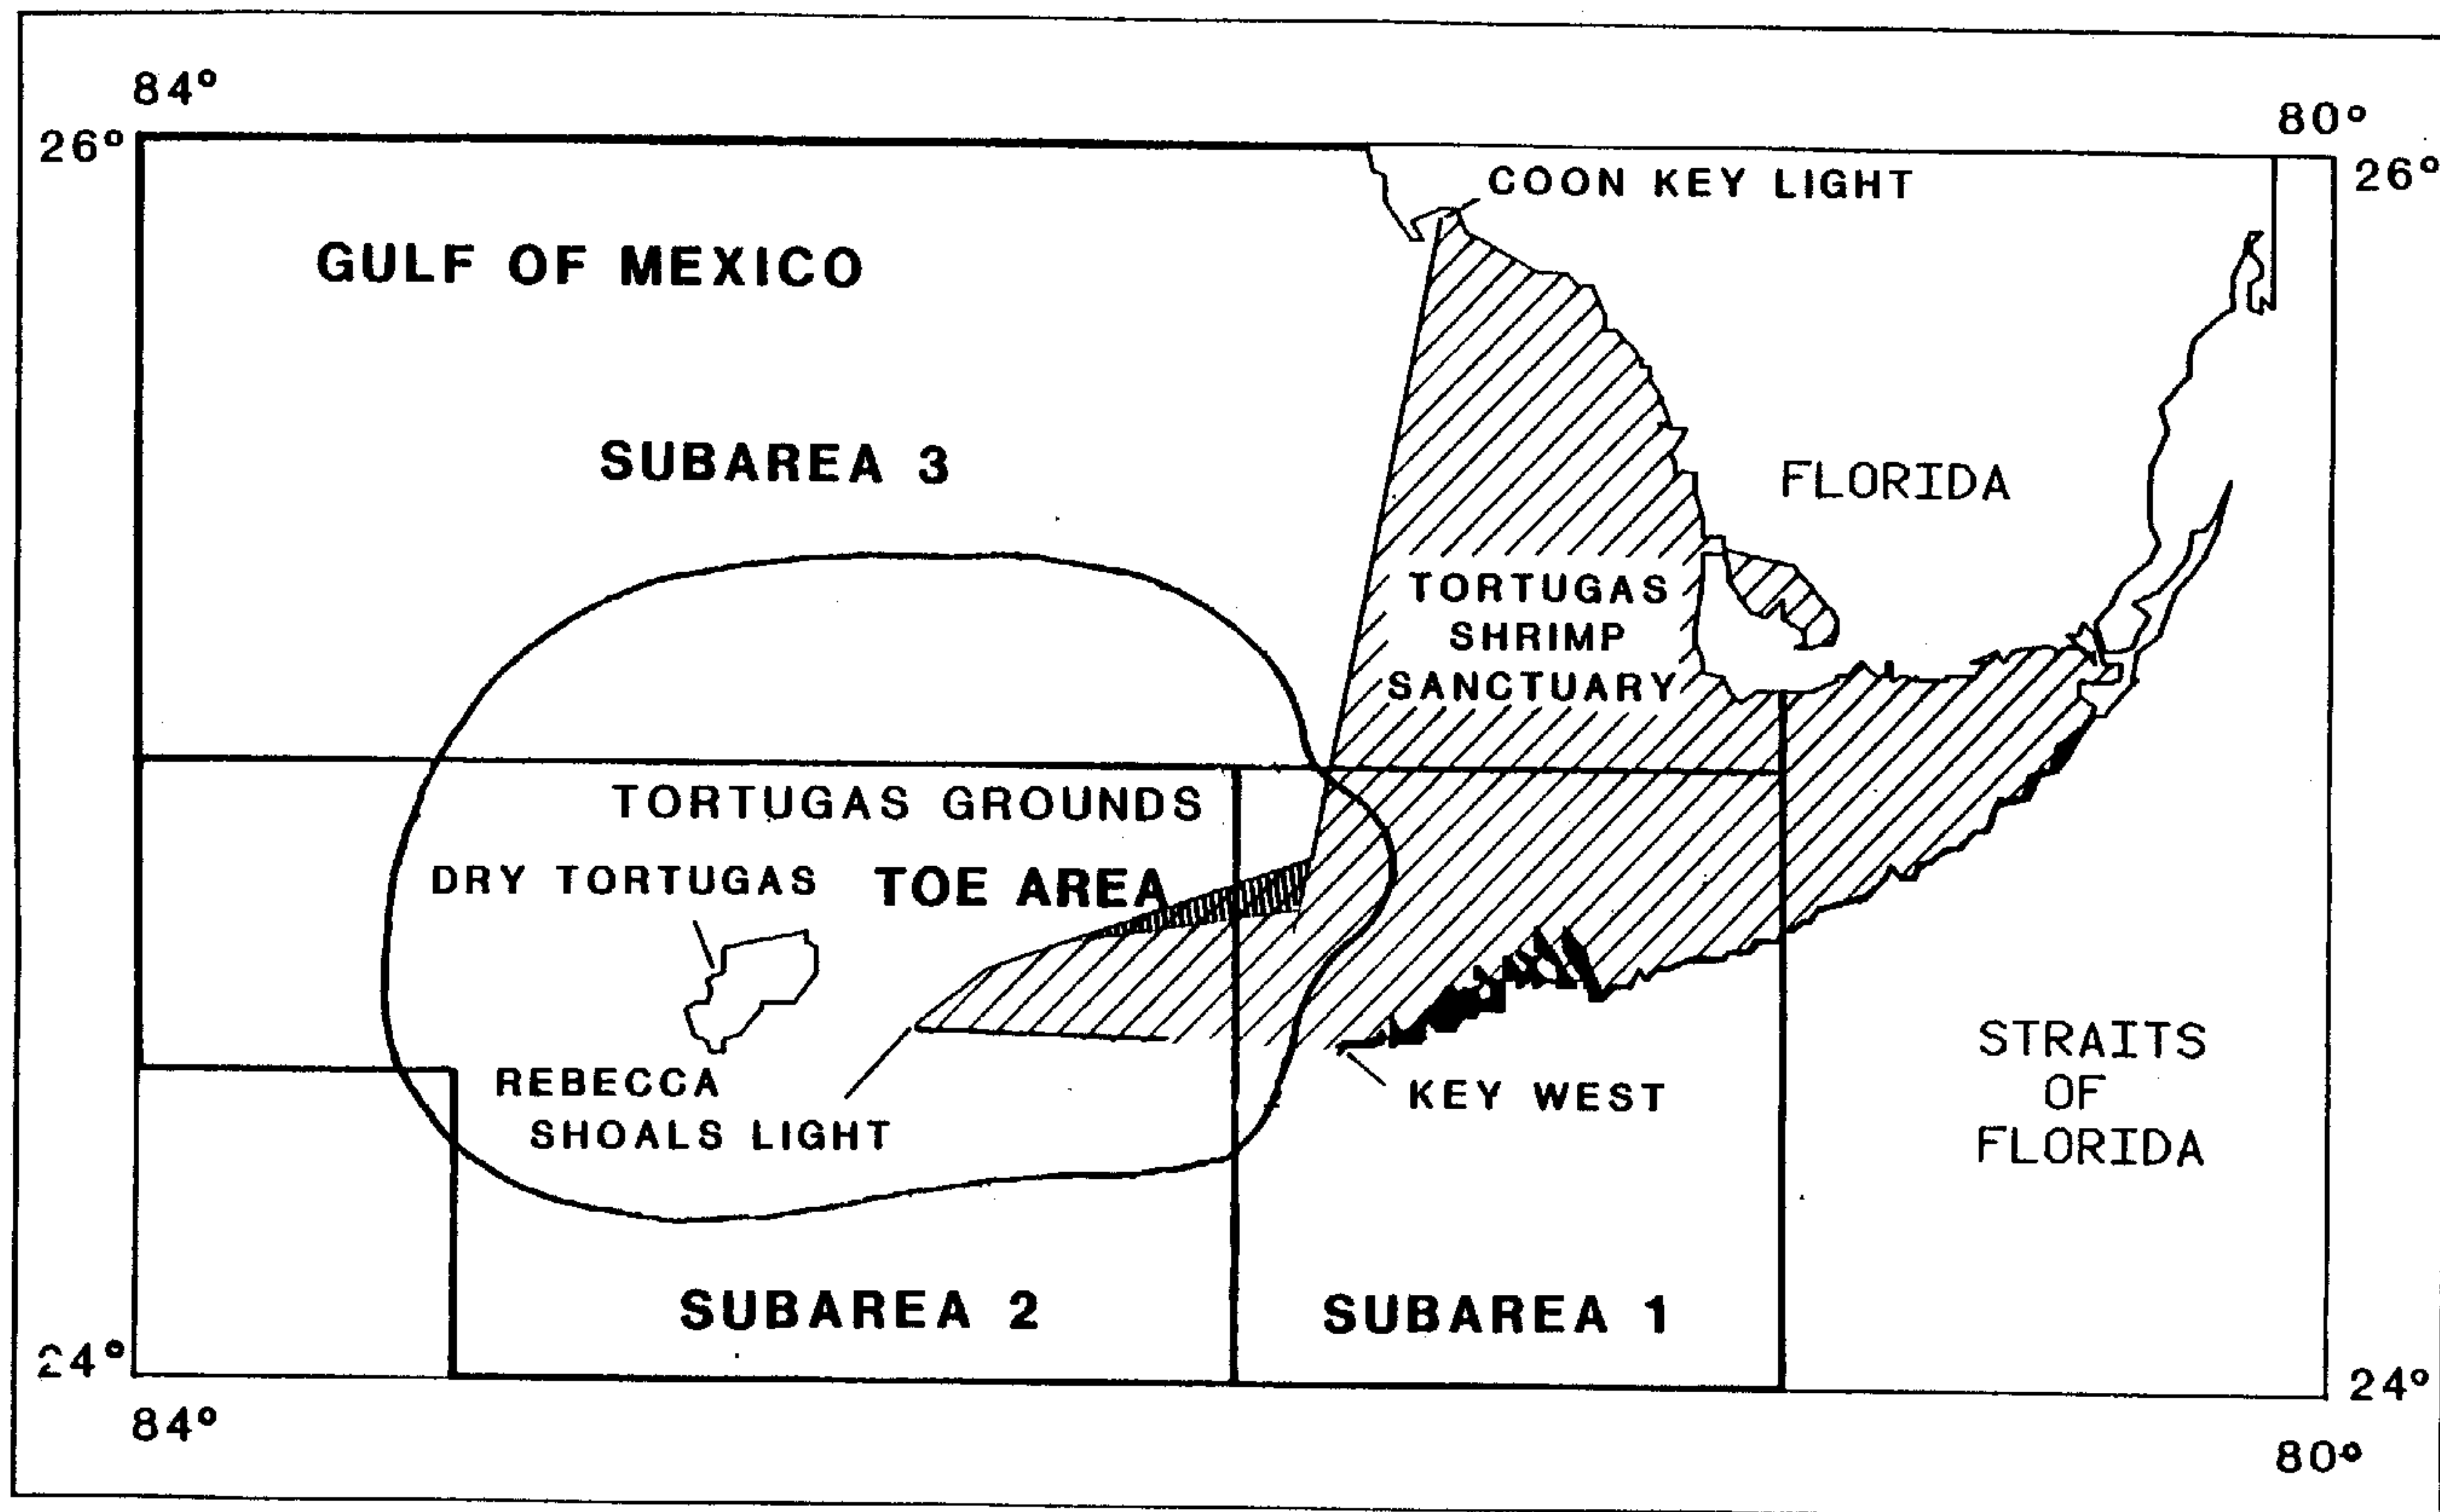 84°
80°
26°
26°
COON KEY LIGHT
GULF OF MEXICO
SUBAREA 3
FLORIDA
TORTUGAS
SHRIMP
SANCTUARY
TORTUGAS GROUNDS
DRY TORTUGAS
TOE AREA
REBECCA
SHOALS LIGHT
KEY WEST
STRAITS
OF
FLORIDA
SUBAREA 2
SUBAREA 1
24°
24°
84°
80°